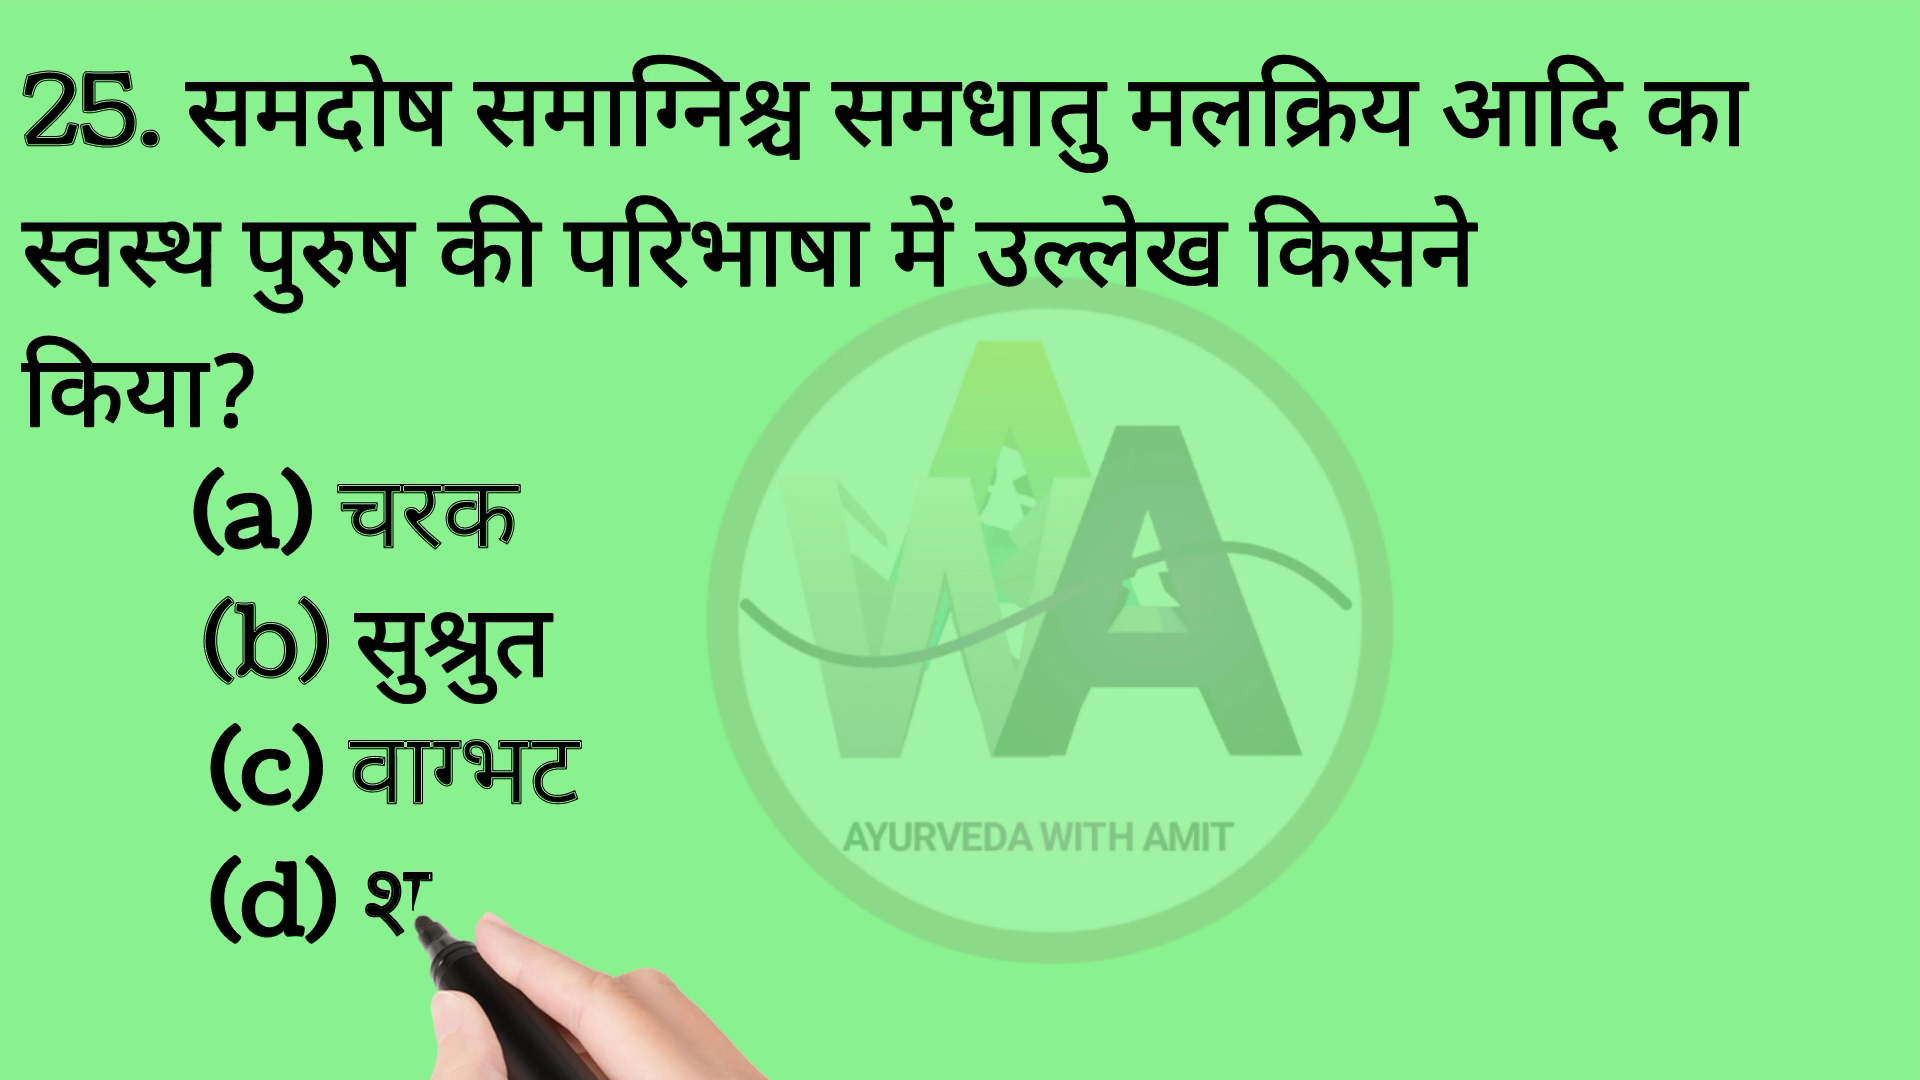 25. समदोष समाग्निश्च समधातु मलक्रिय आदि का
स्वस्थ पुरुष की परिभाषा में उल्लेख किसने
किया?
(a) चरक
(b) सुश्रुत
(c) वाग्भट
(d)
AYURVEDA WITH AMIT